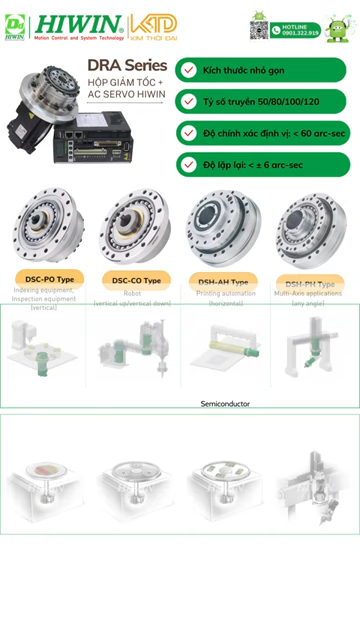 HIWIN
HIWIN®
Motion Control and System Technology
KTD
KIM THỜI ĐẠI
HOTLINE
0901.322.919
DRA Series
HỘP GIẢM TỐC +
AC SERVO HIWIN
Kích thước nhỏ gọn
Tỷ số truyền 50/80/100/120
Độ chính xác định vị: < 60 arc-sec
Độ lặp lại: < ± 6 arc-sec
DSC-PO Type
DSC-CO Type
DSH-AH Type
DSH-PH Type
Indexing equipment,
Inspection equipment
(vertical)
Robot
(vertical up/vertical down)
Printing automation
(horizontal)
Multi-Axis applications
(any angle)
Semiconductor